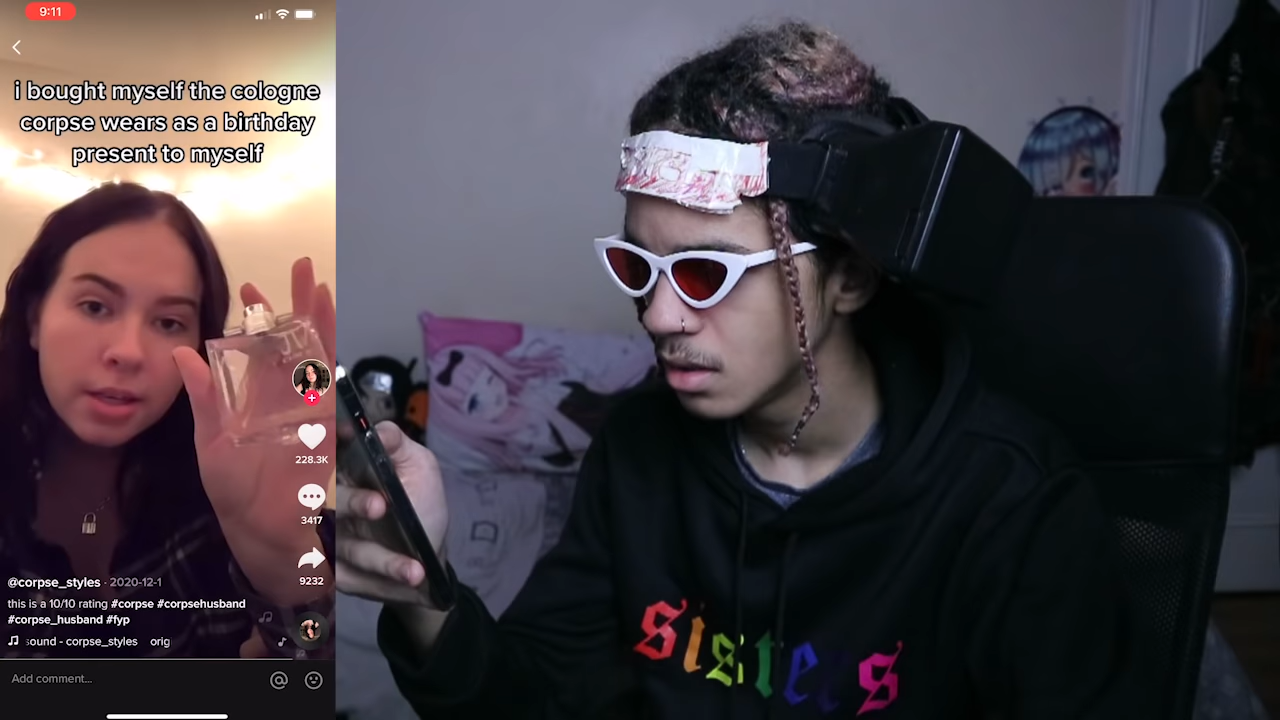 9:11
i bought myself the cologne
corpse wears as a birthday
present to myself
228.3K
3417
9232
@corpse_styles · 2020-12-1
this is a 10/10 rating #corpse #corpsehusband
#corpse_husband #fyp
sound - corpse_styles orig
Add comment...
sisters